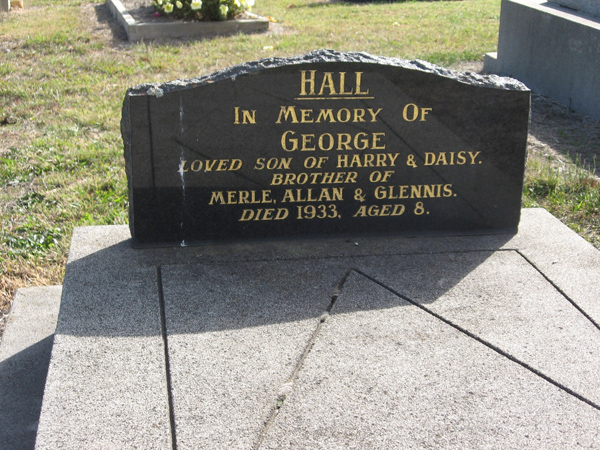 HALL
IN MEMORY OF
GEORGE
LOVED SON OF HARRY & DAISY.
BROTHER OF
MERLE, ALLAN & GLENNIS.
DIED 1933, AGED 8.